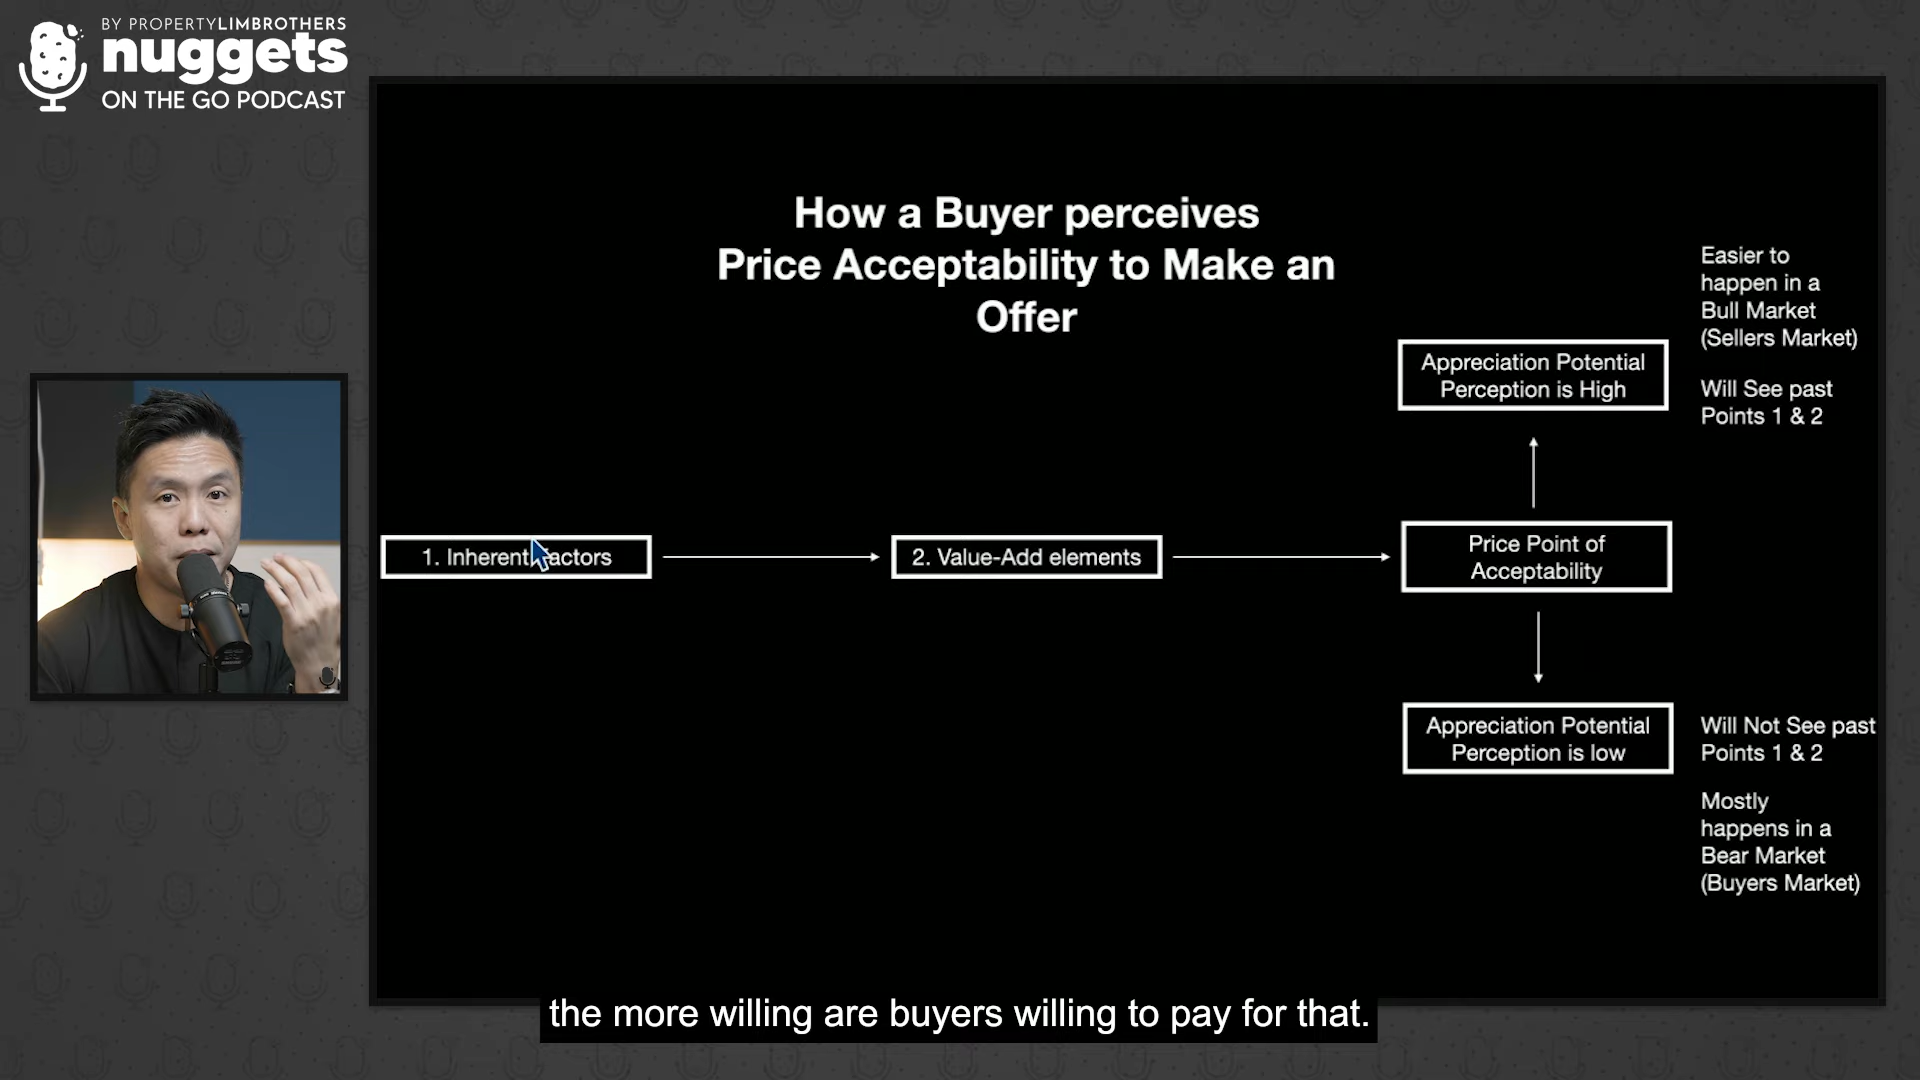 BY PROPERTYLIMBROTHERS
nuggets
ON THE GO PODCAST
How a Buyer perceives
Price Acceptability to Make an
Offer
Easier to
happen in a
Bull Market
(Sellers Market)
Will See past
Points 1 & 2
Appreciation Potential
Perception is High
1. Inherent Factors
2. Value-Add elements
Price Point of
Acceptability
Appreciation Potential
Perception is low
Will Not See past
Points 1 & 2
Mostly
happens in a
Bear Market
(Buyers Market)
the more willing are buyers willing to pay for that.